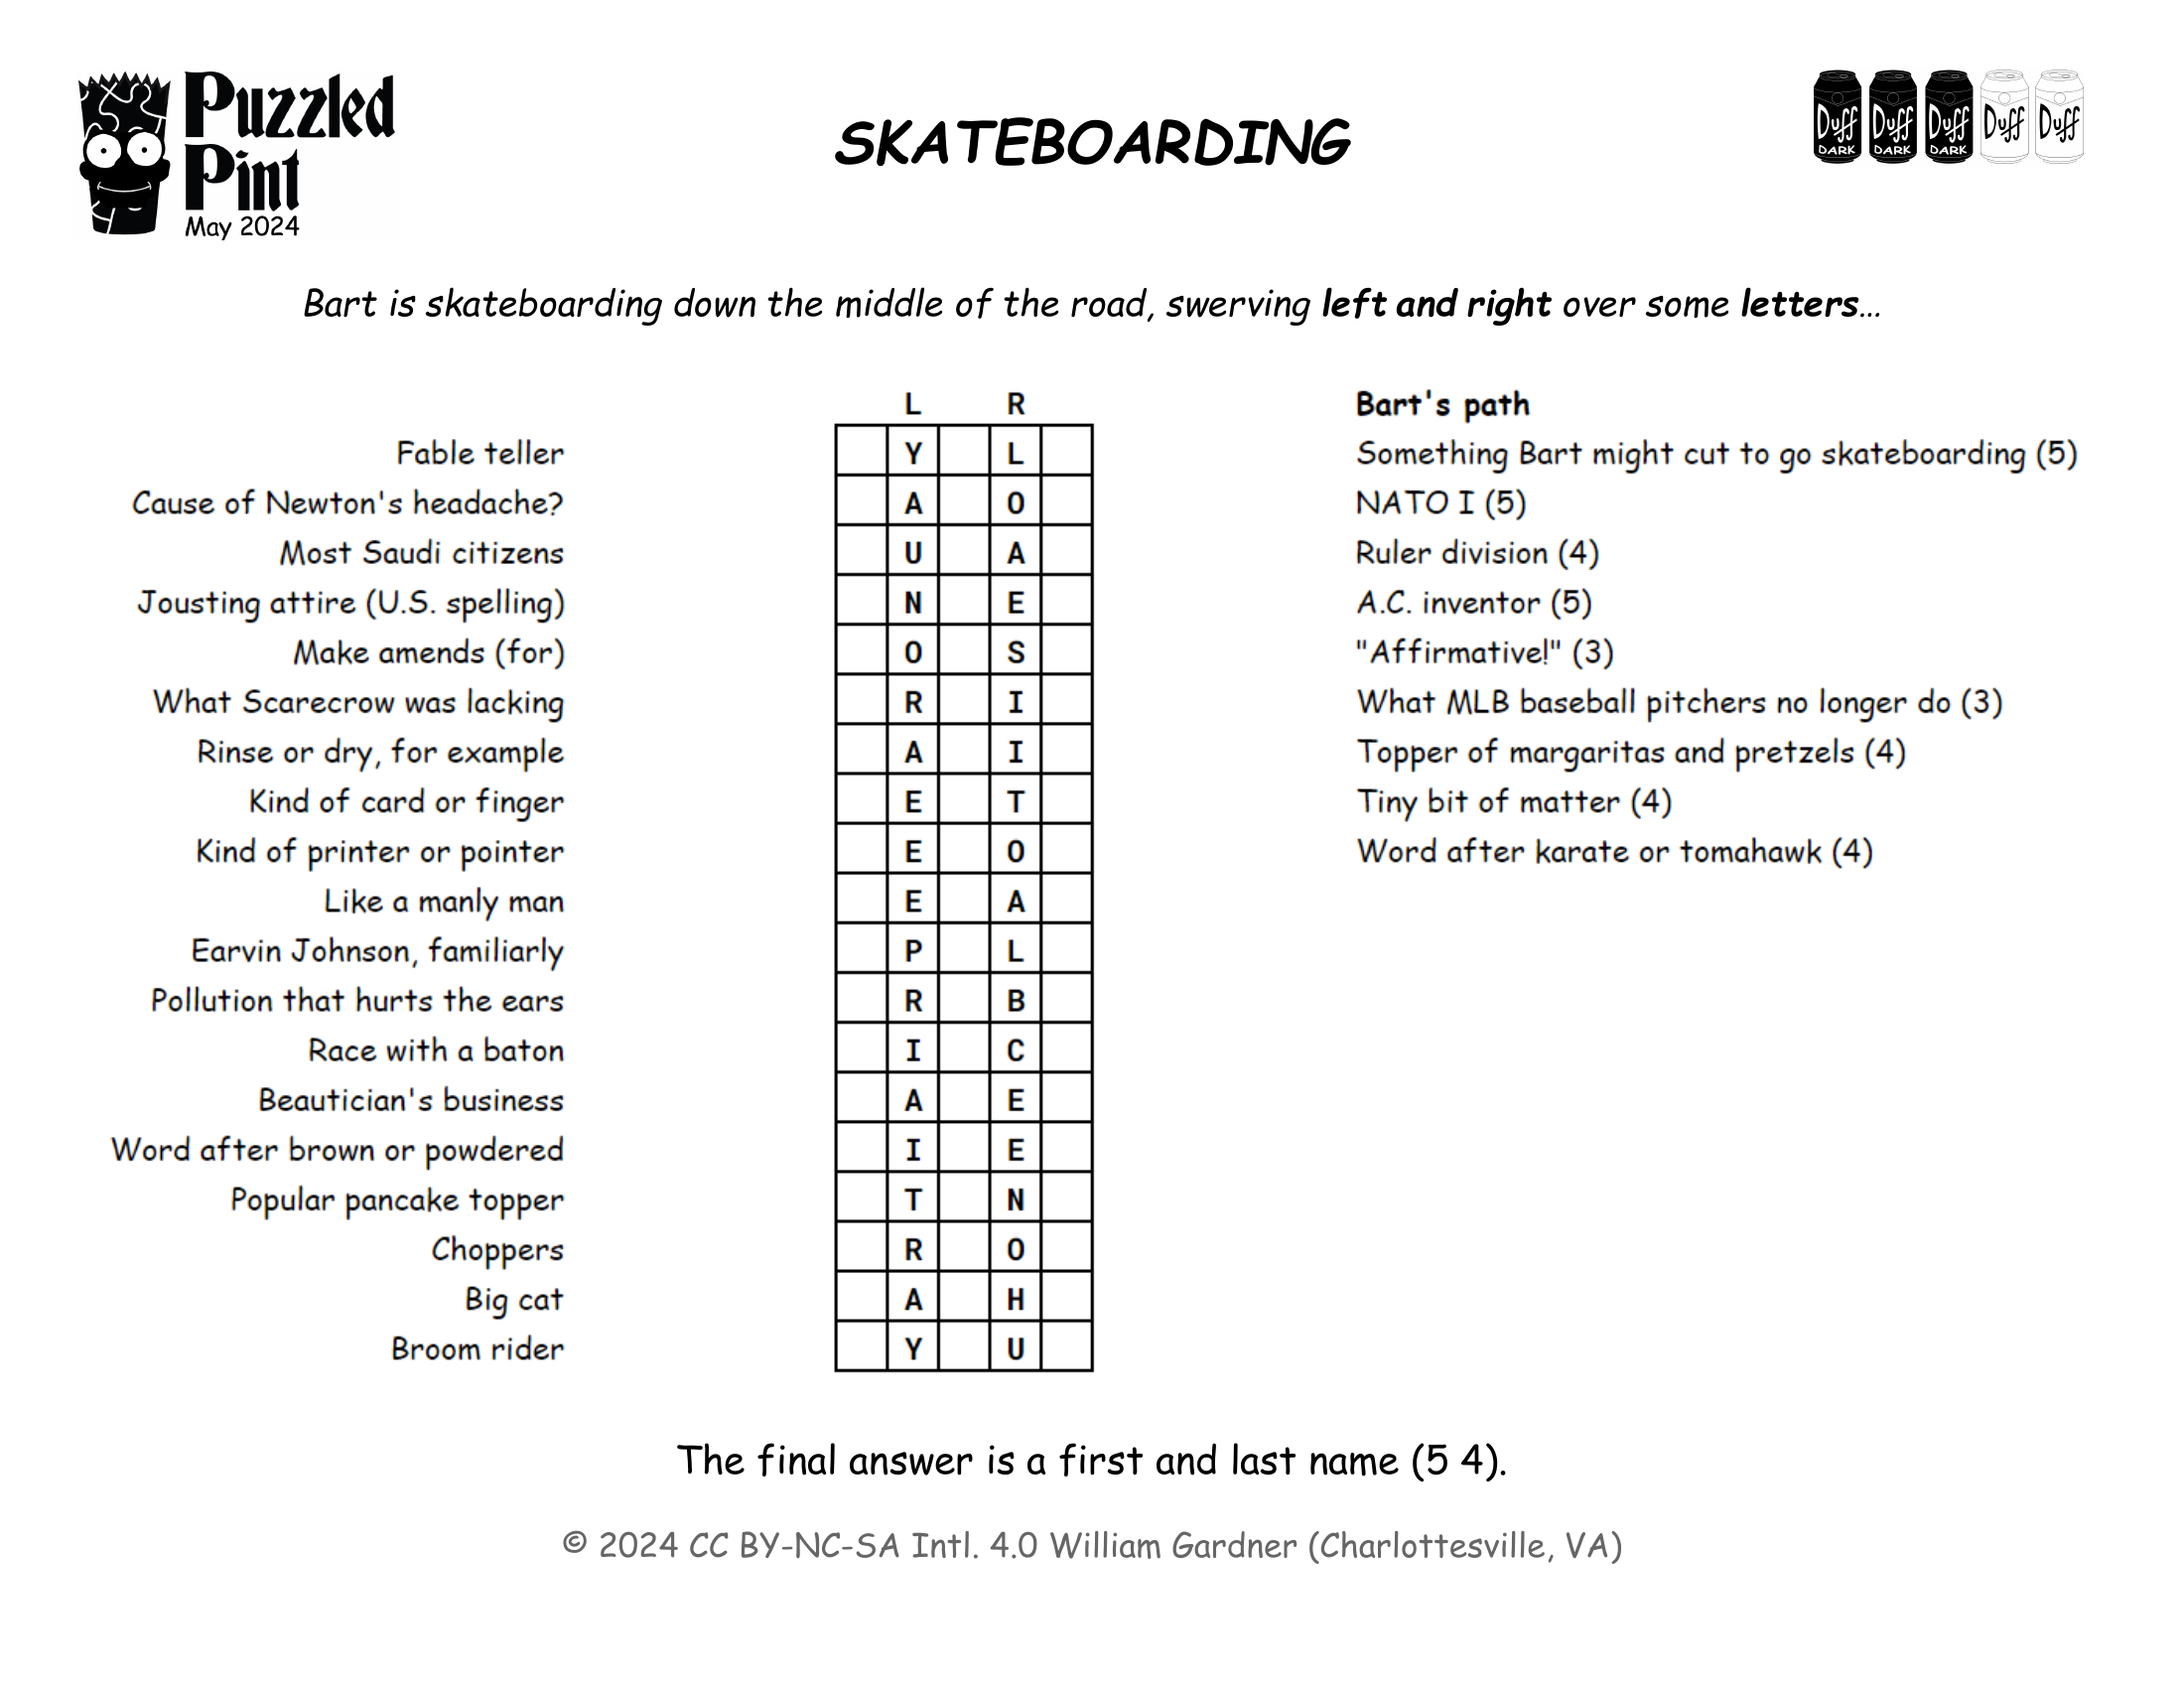 Puzzled
Pint
May 2024
SKATEBOARDING
Duff DARK Duff DARK Duff DARK Duff Duff
Bart is skateboarding down the middle of the road, swerving left and right over some letters...
L R
Fable teller
Y L
Cause of Newton's headache?
A O
Most Saudi citizens
U A
Jousting attire (U.S. spelling)
N E
Make amends (for)
O S
What Scarecrow was lacking
R I
Rinse or dry, for example
A I
Kind of card or finger
E T
Kind of printer or pointer
E O
Like a manly man
E A
Earvin Johnson, familiarly
P L
Pollution that hurts the ears
R B
Race with a baton
I C
Beautician's business
A E
Word after brown or powdered
I E
Popular pancake topper
T N
Choppers
R O
Big cat
A H
Broom rider
Y U
Bart's path
Something Bart might cut to go skateboarding (5)
NATO I (5)
Ruler division (4)
A.C. inventor (5)
"Affirmative!" (3)
What MLB baseball pitchers no longer do (3)
Topper of margaritas and pretzels (4)
Tiny bit of matter (4)
Word after karate or tomahawk (4)
The final answer is a first and last name (5 4).
© 2024 CC BY-NC-SA Intl. 4.0 William Gardner (Charlottesville, VA)